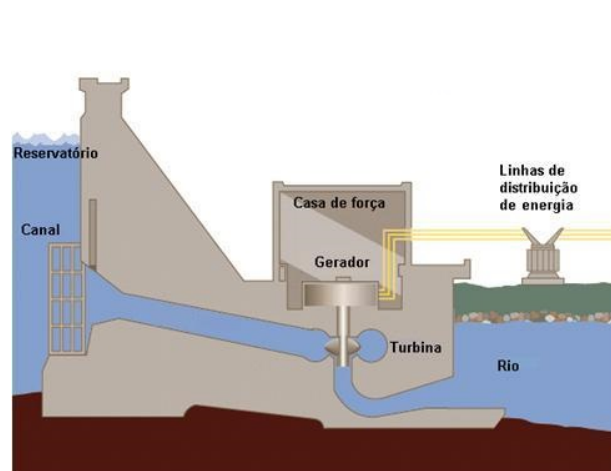 Reservatório
Canal
Casa de força
Gerador
Turbina
Linhas de
distribuição
de energia
Rio